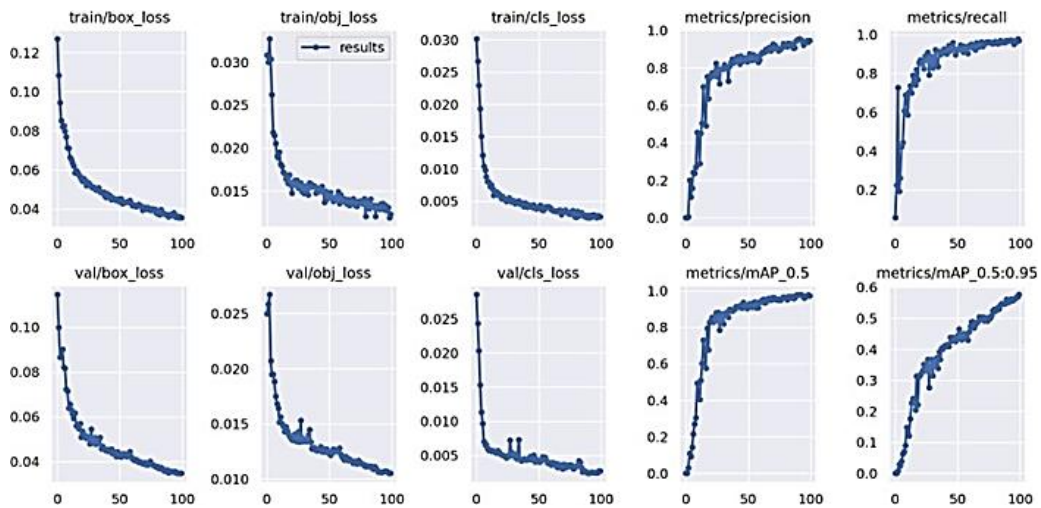 train/box_loss
train/obj_loss
train/cls_loss
metrics/precision
metrics/recall
0.12
0.10
0.08
0.06
0.04
0 50 100
results
0.030
0.025
0.020
0.015
0 50 100
0.030
0.025
0.020
0.015
0.010
0.005
0 50 100
1.0
0.8
0.6
0.4
0.2
0.0
0 50 100
1.0
0.8
0.6
0.4
0.2
0 50 100
val/box_loss
val/obj_loss
val/cls_loss
metrics/mAP_0.5
metrics/mAP_0.5:0.95
0.10
0.08
0.06
0.04
0 50 100
0.025
0.020
0.015
0.010
0 50 100
0.025
0.020
0.015
0.010
0.005
0 50 100
1.0
0.8
0.6
0.4
0.2
0.0
0 50 100
0.6
0.5
0.4
0.3
0.2
0.1
0.0
0 50 100